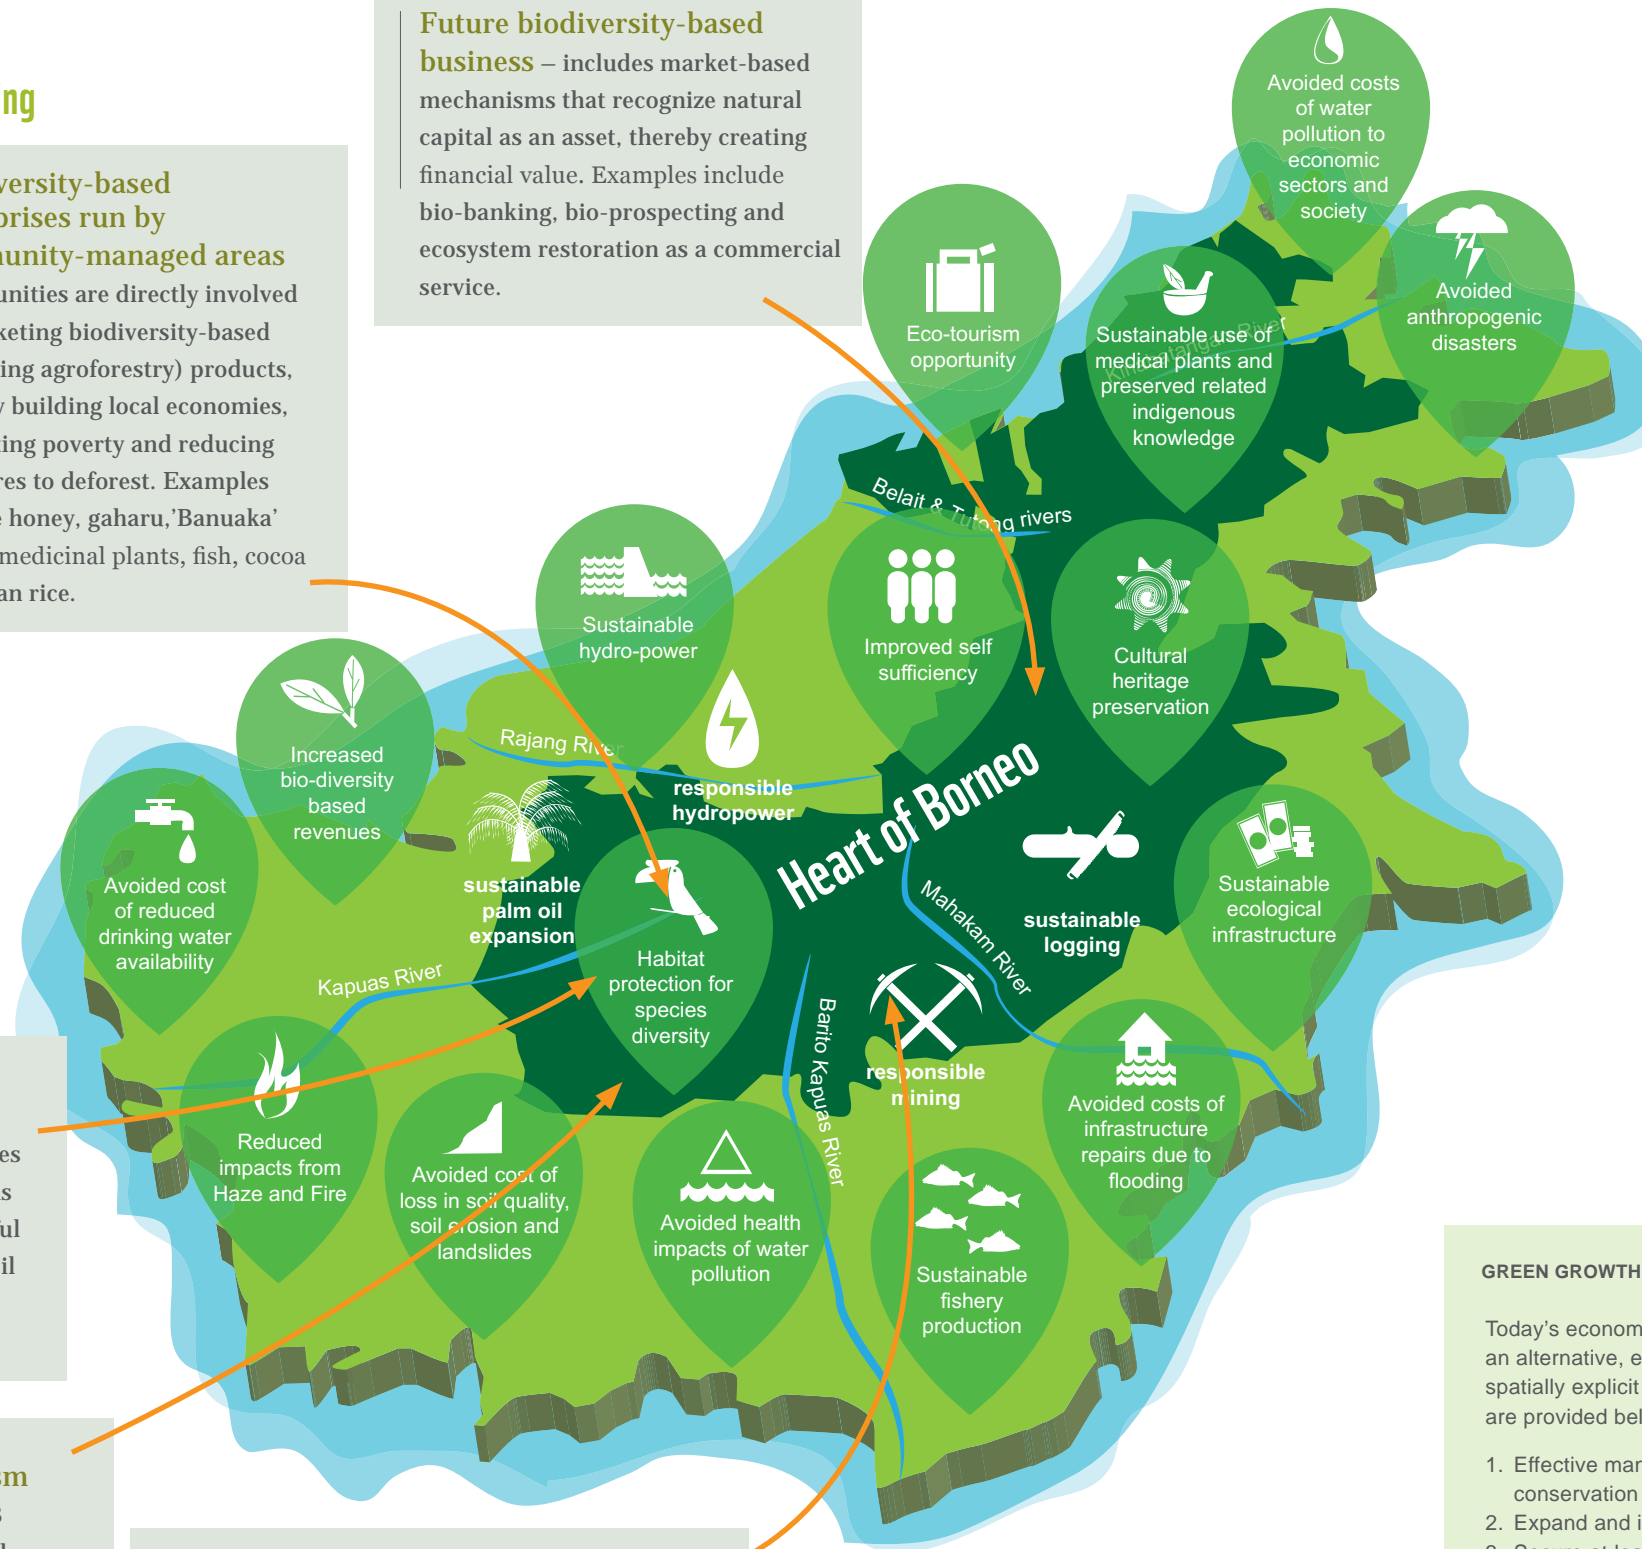 Future biodiversity-based
business – includes market-based
mechanisms that recognize natural
capital as an asset, thereby creating
financial value. Examples include
bio-banking, bio-prospecting and
ecosystem restoration as a commercial
service.
ng
versity-based
prises run by
unity-managed areas
unities are directly involved
keting biodiversity-based
ing agroforestry) products,
y building local economies,
ting poverty and reducing
res to deforest. Examples
e honey, gaharu,’Banuaka’
medicinal plants, fish, cocoa
an rice.
Avoided costs
of water
pollution to
economic
sectors and
society
Avoided
anthropogenic
disasters
Eco-tourism
opportunity
Kinabatangan River
Sustainable use of
medical plants and
preserved related
indigenous
knowledge
Belait & Tutong rivers
Sustainable
hydro-power
Improved self
sufficiency
Cultural
heritage
preservation
Increased
bio-diversity
based
revenues
Rajang River
responsible
hydropower
Heart of Borneo
Avoided cost
of reduced
drinking water
availability
sustainable
palm oil
expansion
Kapuas River
Habitat
protection for
species
diversity
Mahakam River
sustainable
logging
Sustainable
ecological
infrastructure
Barito Kapuas River
responsible
mining
Reduced
impacts from
Haze and Fire
Avoided cost of
loss in soil quality,
soil erosion and
landslides
Avoided health
impacts of water
pollution
Sustainable
fishery
production
Avoided costs of
infrastructure
repairs due to
flooding
es
s
ul
il
sm
GREEN GROWTH
Today’s econom
an alternative, e
spatially explicit
are provided bel
1. Effective man
conservation
2. Expand and i